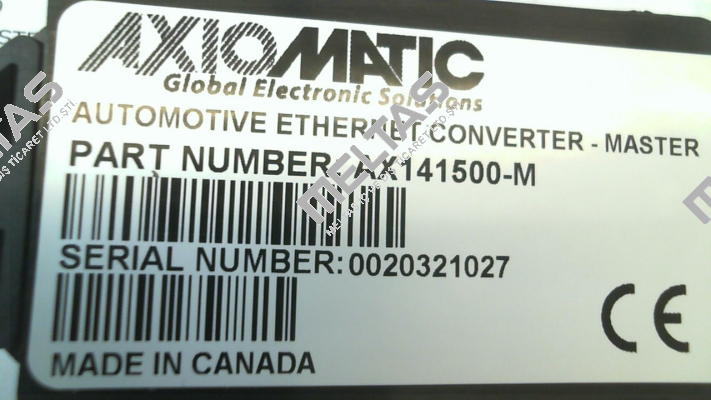 AXIOMATIC
Global Electronic Solutions
AUTOMOTIVE ETHERNET CONVERTER - MASTER
PART NUMBER: AX141500-M
MELTAS
SERIAL NUMBER: 0020321027
CE
MADE IN CANADA